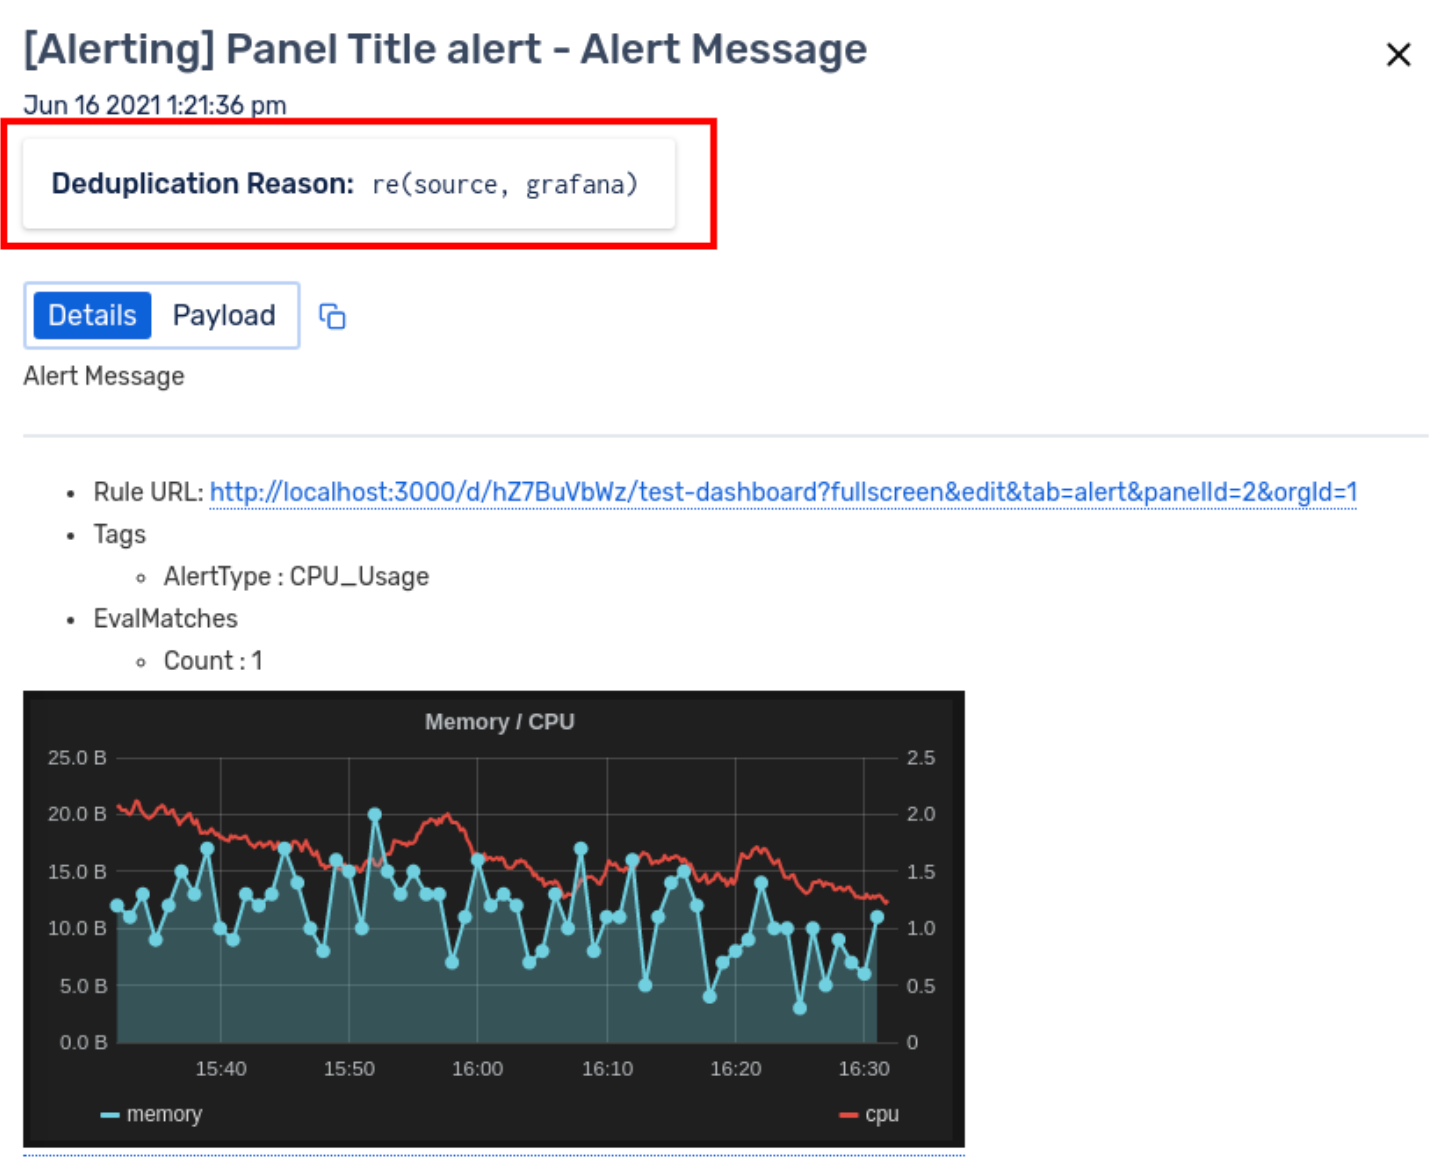 [Alerting] Panel Title alert - Alert Message
Jun 16 2021 1:21:36 pm
Deduplication Reason: re(source, grafana)
Details Payload
Alert Message
• Rule URL: http://localhost:3000/d/hZ7BuVbWz/test-dashboard?fullscreen&edit&tab=alert&panelId=2&orgId=1
• Tags
◦ AlertType : CPU_Usage
• EvalMatches
◦ Count : 1
Memory / CPU
25.0 B 2.5
20.0 B 2.0
15.0 B 1.5
10.0 B 1.0
5.0 B 0.5
0.0 B 0
15:40 15:50 16:00 16:10 16:20 16:30
memory cpu